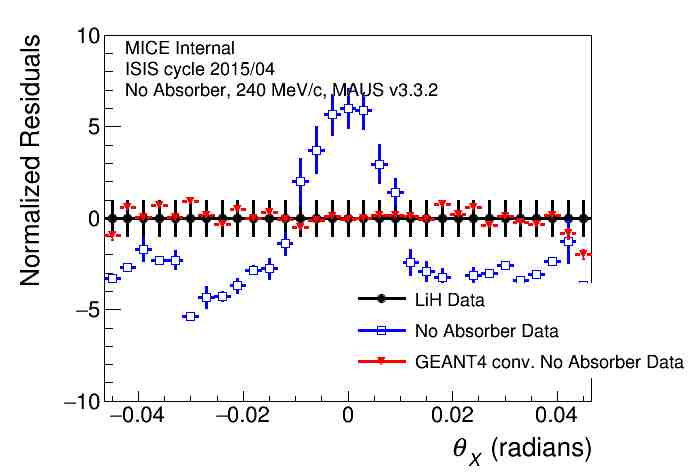 MICE Internal
ISIS cycle 2015/04
No Absorber, 240 MeV/c, MAUS v3.3.2
Normalized Residuals
10
5
0
−5
−10
LiH Data
No Absorber Data
GEANT4 conv. No Absorber Data
−0.04 −0.02 0 0.02 0.04
θX (radians)